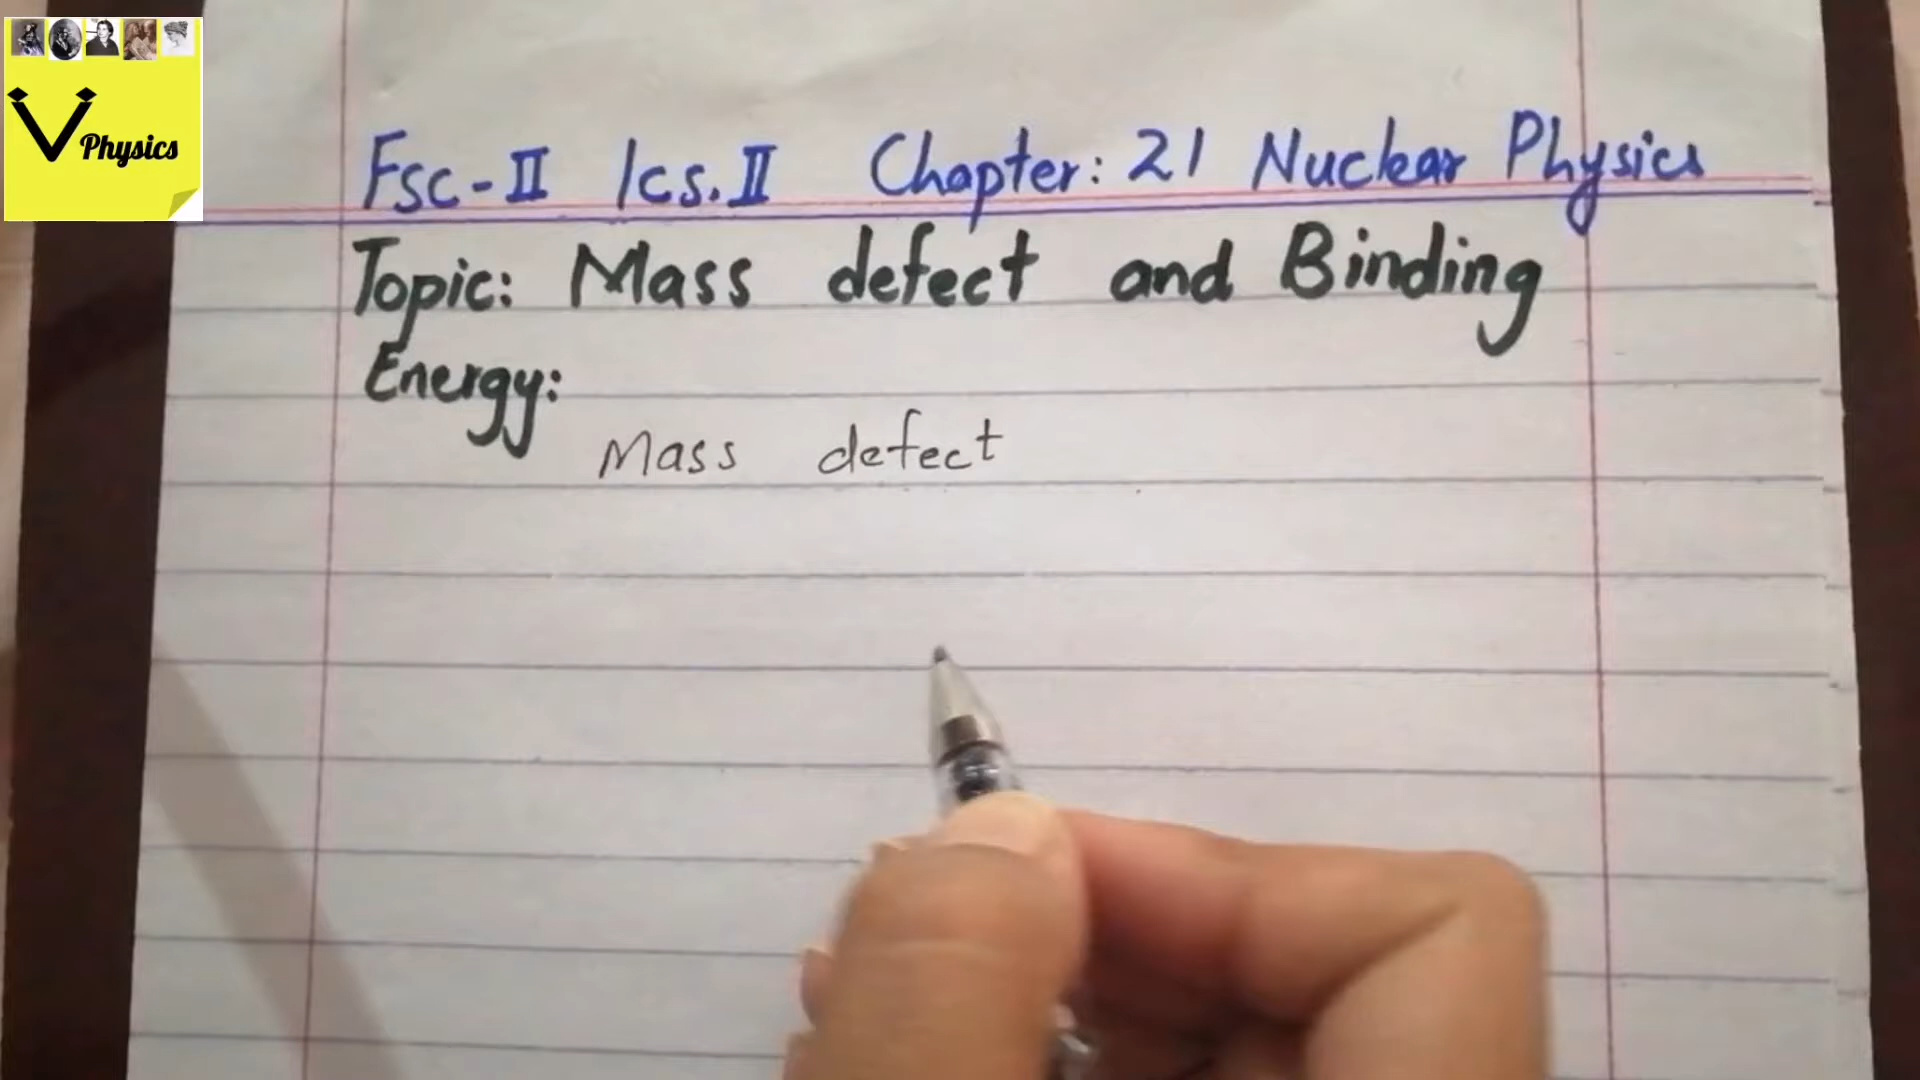 V Physics
Fsc-II Ics.II Chapter: 21 Nuclear Physics
Topic: Mass defect and Binding
Energy:
Mass defect